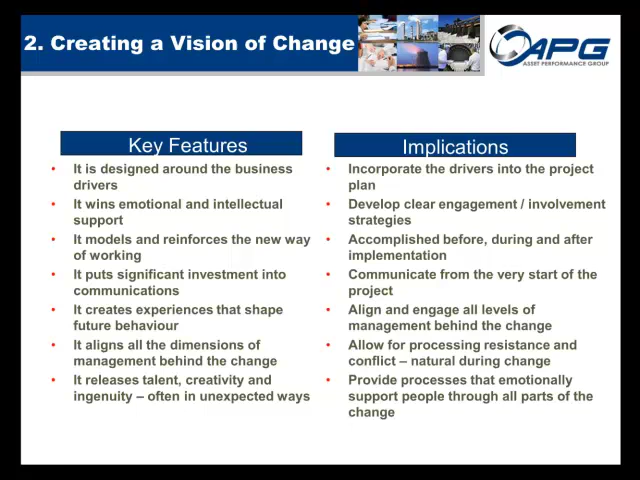 2. Creating a Vision of Change
APG
ASSET PERFORMANCE GROUP
Key Features
It is designed around the business
drivers
It wins emotional and intellectual
support
It models and reinforces the new way
of working
It puts significant investment into
communications
It creates experiences that shape
future behaviour
It aligns all the dimensions of
management behind the change
It releases talent, creativity and
ingenuity – often in unexpected ways
Implications
Incorporate the drivers into the project
plan
Develop clear engagement / involvement
strategies
Accomplished before, during and after
implementation
Communicate from the very start of the
project
Align and engage all levels of
management behind the change
Allow for processing resistance and
conflict – natural during change
Provide processes that emotionally
support people through all parts of the
change